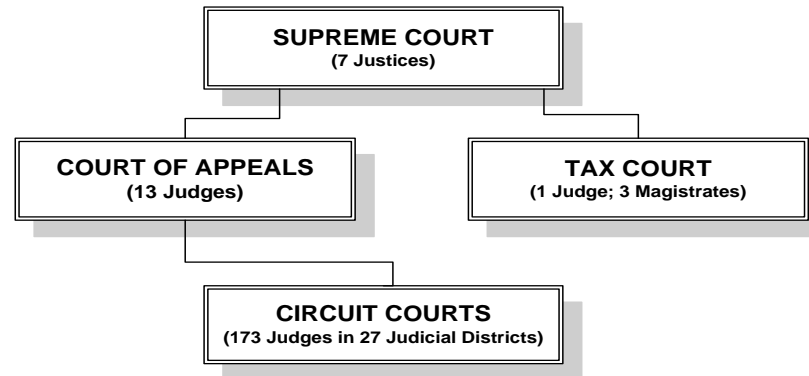 SUPREME COURT
(7 Justices)
COURT OF APPEALS
(13 Judges)
TAX COURT
(1 Judge; 3 Magistrates)
CIRCUIT COURTS
(173 Judges in 27 Judicial Districts)